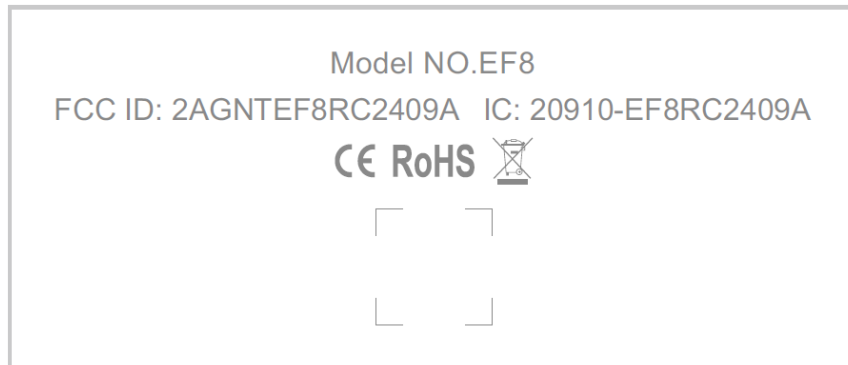 Model NO.EF8
FCC ID: 2AGNTEF8RC2409A IC: 20910-EF8RC2409A
CE RoHS